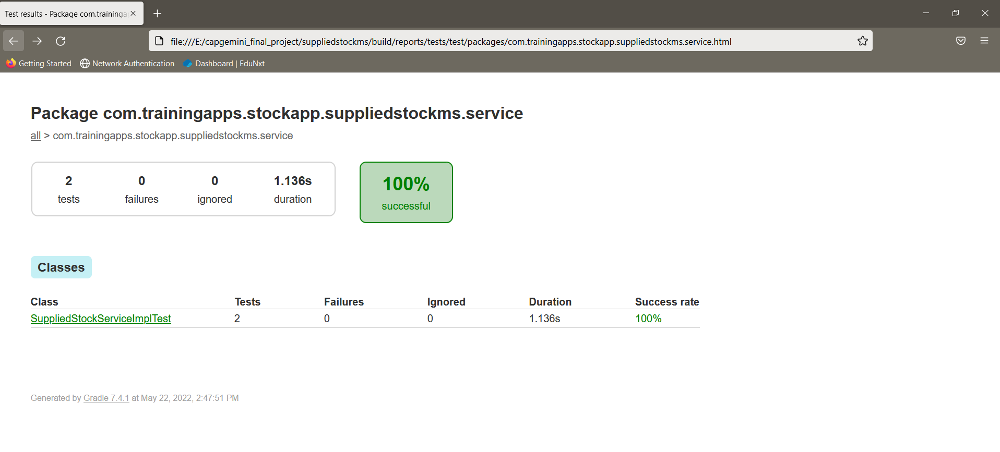 Test results - Package com.traininga
file:///E:/capgemini_final_project/suppliedstockms/build/reports/tests/test/packages/com.trainingapps.stockapp.suppliedstockms.service.html
Getting Started Network Authentication Dashboard | EduNxt
Package com.trainingapps.stockapp.suppliedstockms.service
all > com.trainingapps.stockapp.suppliedstockms.service
2 0 0 1.136s 100%
tests failures ignored duration successful
Classes
Class Tests Failures Ignored Duration Success rate
SuppliedStockServiceImplTest 2 0 0 1.136s 100%
Generated by Gradle 7.4.1 at May 22, 2022, 2:47:51 PM